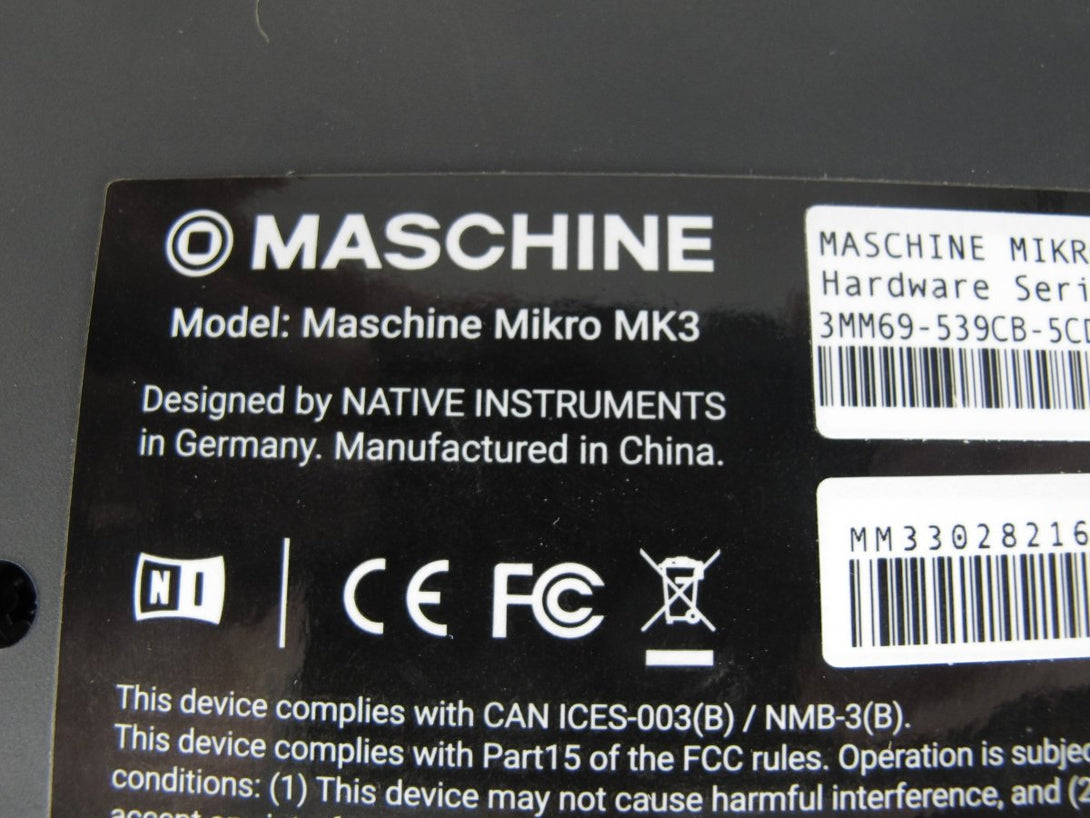 MASCHINE
Model: Maschine Mikro MK3
Designed by NATIVE INSTRUMENTS
in Germany. Manufactured in China.
MASCHINE MIKR
Hardware Seri
3MM69-539CB-5CD
MM33028216
NI
CE FC
This device complies with CAN ICES-003(B) / NMB-3(B).
This device complies with Part15 of the FCC rules. Operation is subjec
conditions: (1) This device may not cause harmful interference, and (2